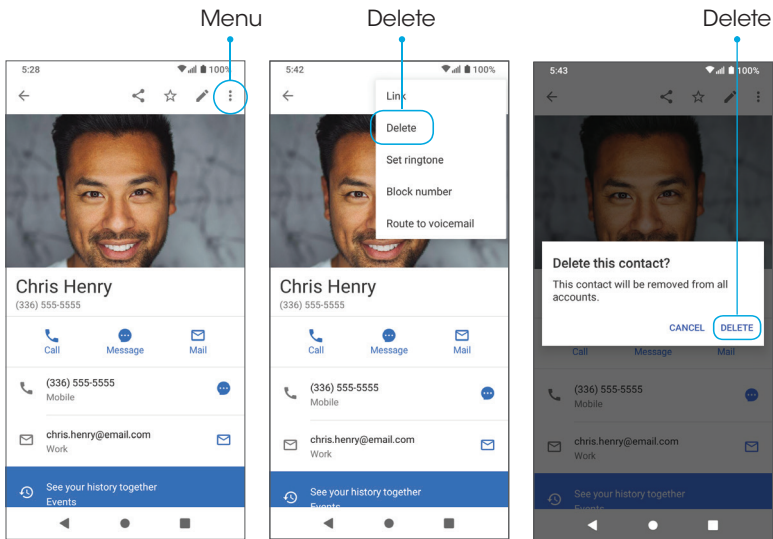 Menu
Delete
Delete
5:28
100%
Chris Henry
(336) 555-5555
Call
Message
Mail
(336) 555-5555
Mobile
chris.henry@email.com
Work
See your history together
Events
5:42
100%
Link
Delete
Set ringtone
Block number
Route to voicemail
Chris Henry
(336) 555-5555
Call
Message
Mail
(336) 555-5555
Mobile
chris.henry@email.com
Work
See your history together
Events
5:43
100%
Delete this contact?
This contact will be removed from all
accounts.
CANCEL
DELETE
Call
Message
Mail
(336) 555-5555
Mobile
chris.henry@email.com
Work
See your history together
Events